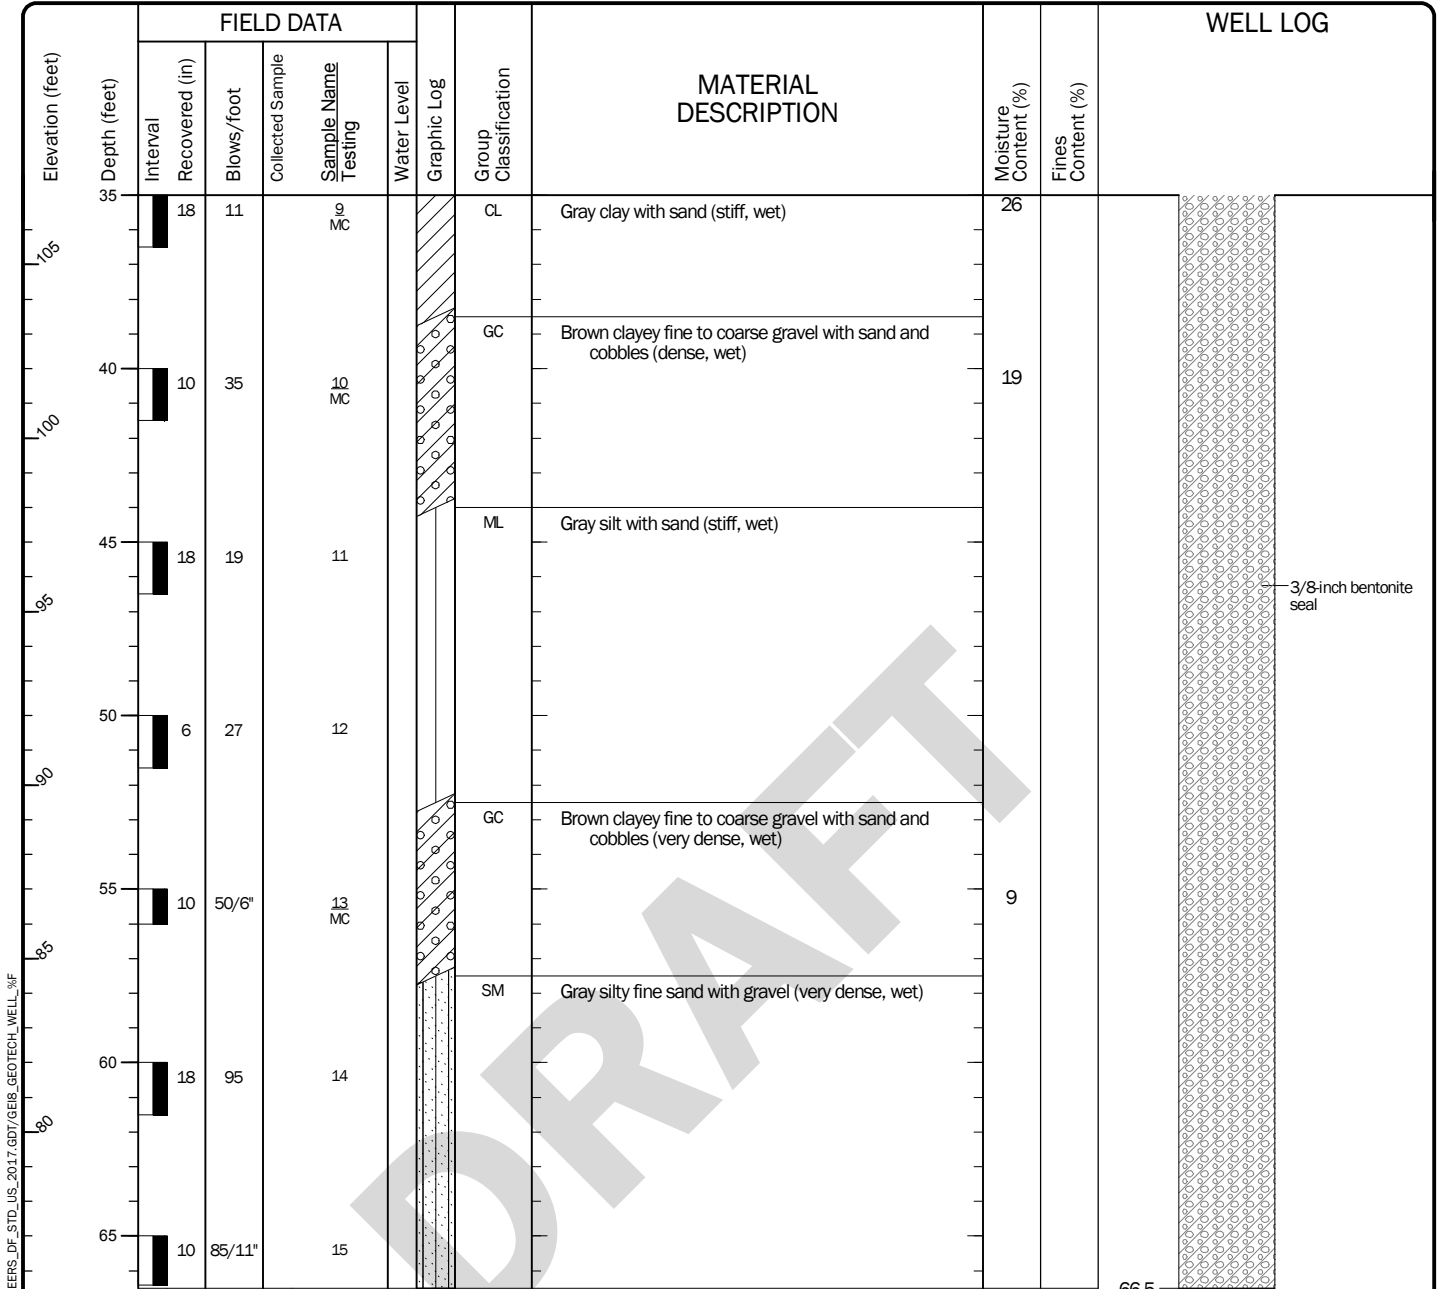 FIELD DATA
WELL LOG
Elevation (feet)
Depth (feet)
Interval
Recovered (in)
Blows/foot
Collected Sample
Sample Name
Testing
Water Level
Graphic Log
Group
Classification
MATERIAL
DESCRIPTION
Moisture
Content (%)
Fines
Content (%)
35
18 11 9 CL Gray clay with sand (stiff, wet) 26
MC
105
GC Brown clayey fine to coarse gravel with sand and
cobbles (dense, wet)
40
10 35 10 19
MC
100
ML Gray silt with sand (stiff, wet)
45
18 19 11
3/8-inch bentonite
seal
95
50
6 27 12
90
GC Brown clayey fine to coarse gravel with sand and
cobbles (very dense, wet)
55
10 50/6" 13 9
MC
85
SM Gray silty fine sand with gravel (very dense, wet)
60
18 95 14
80
65
10 85/11" 15
66.5
DRAFT
EERS_DF_STD_US_2017.GDT/GEI8_GEOTECH_WELL_%F